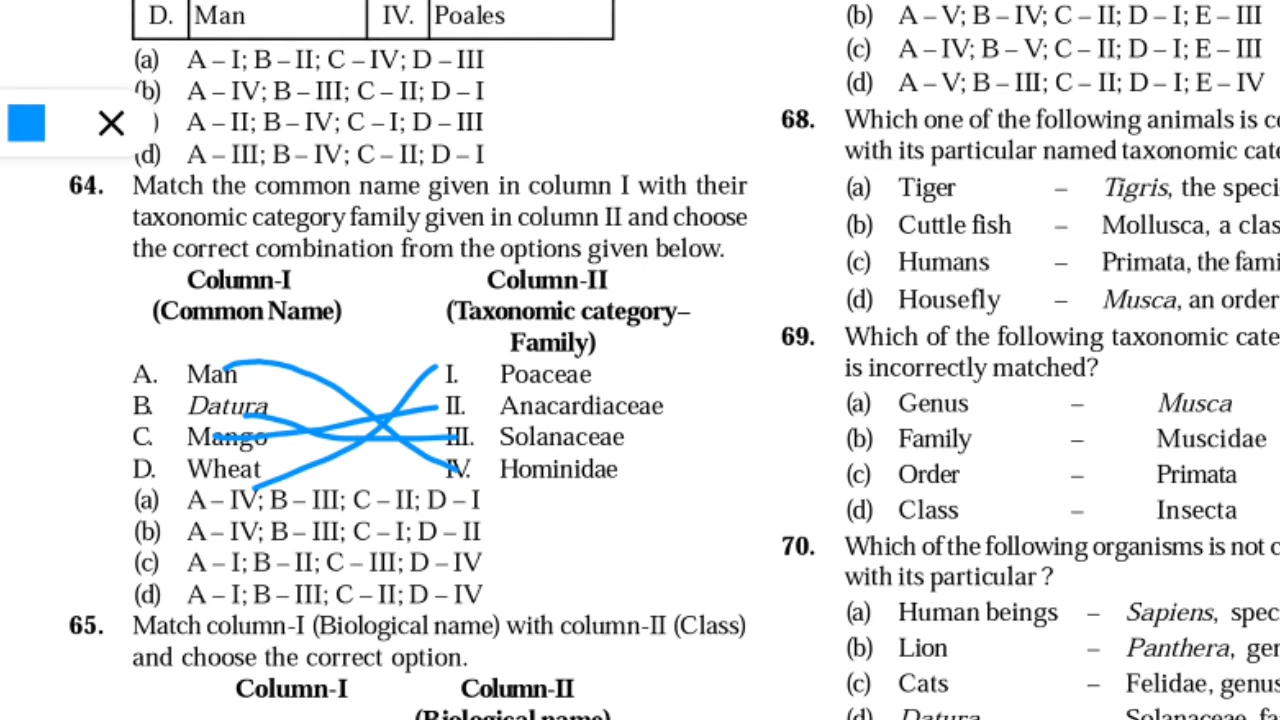 D. Man IV. Poales
(a) A – I; B – II; C – IV; D – III
(b) A – IV; B – III; C – II; D – I
) A – II; B – IV; C – I; D – III
(d) A – III; B – IV; C – II; D – I
64. Match the common name given in column I with their
taxonomic category family given in column II and choose
the correct combination from the options given below.
Column-I Column-II
(Common Name) (Taxonomic category–
Family)
A. Man I. Poaceae
B. Datura II. Anacardiaceae
C. Mango III. Solanaceae
D. Wheat IV. Hominidae
(a) A – IV; B – III; C – II; D – I
(b) A – IV; B – III; C – I; D – II
(c) A – I; B – II; C – III; D – IV
(d) A – I; B – III; C – II; D – IV
65. Match column-I (Biological name) with column-II (Class)
and choose the correct option.
Column-I Column-II
(Biological name)
(b) A – V; B – IV; C – II; D – I; E – III
(c) A – IV; B – V; C – II; D – I; E – III
(d) A – V; B – III; C – II; D – I; E – IV
68. Which one of the following animals is
with its particular named taxonomic
(a) Tiger – Tigris, the
(b) Cuttle fish – Mollusca, a
(c) Humans – Primata, the
(d) Housefly – Musca, an order
69. Which of the following taxonomic
is incorrectly matched?
(a) Genus – Musca
(b) Family – Muscidae
(c) Order – Primata
(d) Class – Insecta
70. Which of the following organisms is not
with its particular ?
(a) Human beings – Sapiens,
(b) Lion – Panthera,
(c) Cats – Felidae, genus
(d) Datura – Solanaceae,